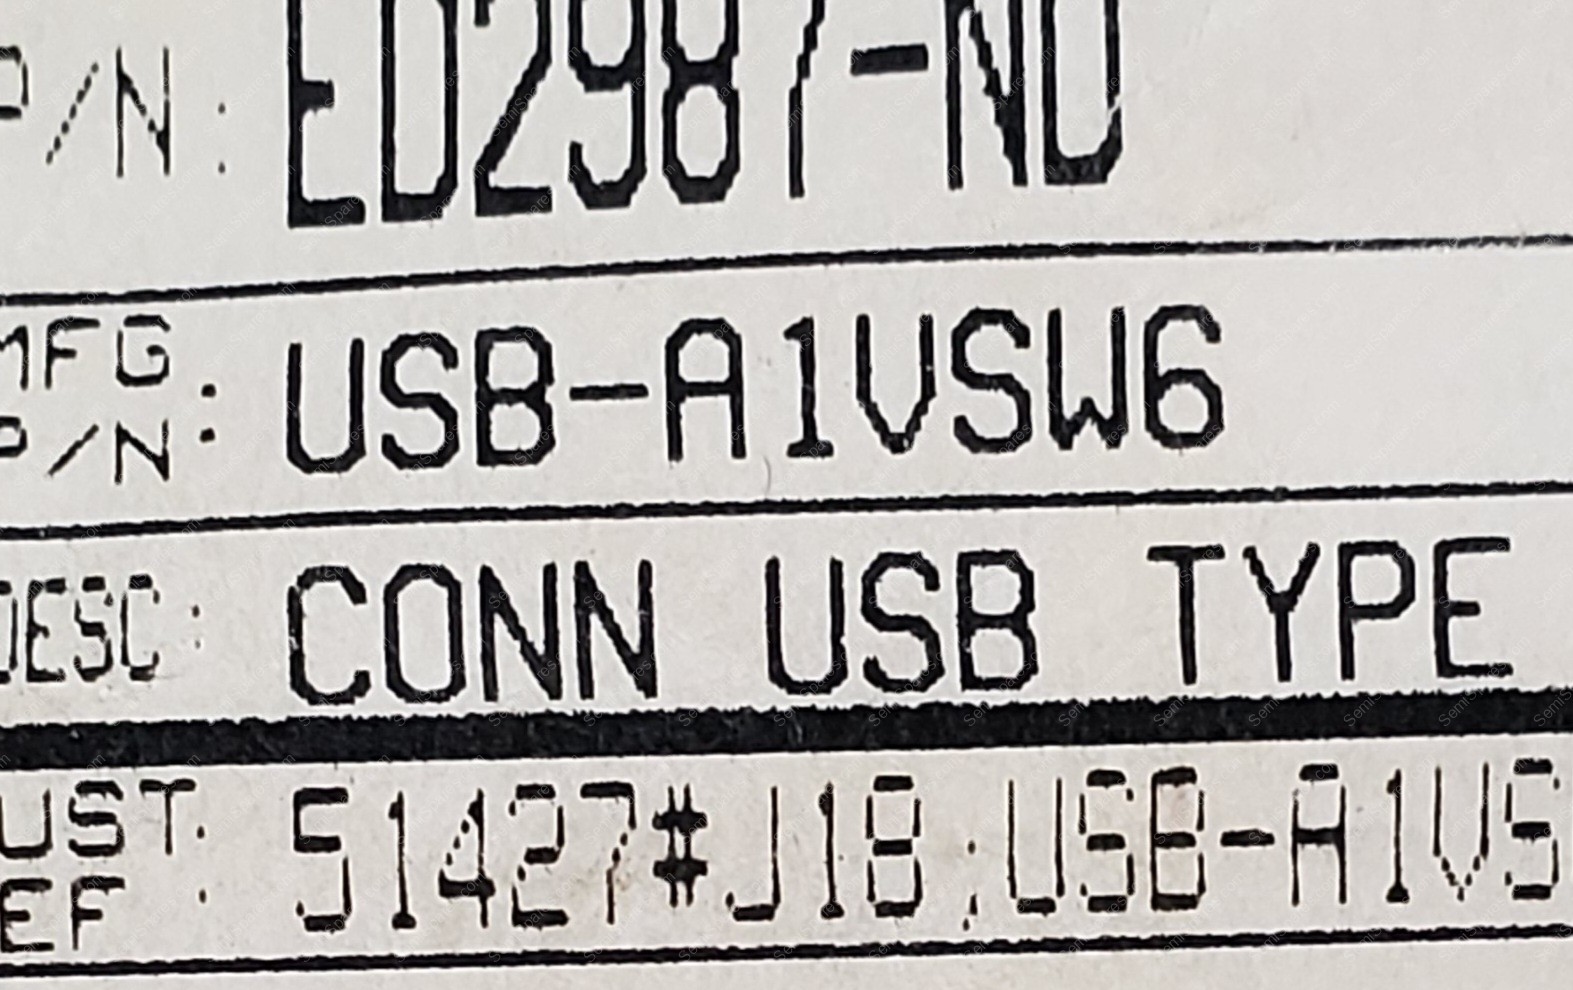 P/N: ED2987-ND
MFG P/N: USB-A1VSW6
DESC: CONN USB TYPE
UST EF: 51427#J18;USB-A1VS